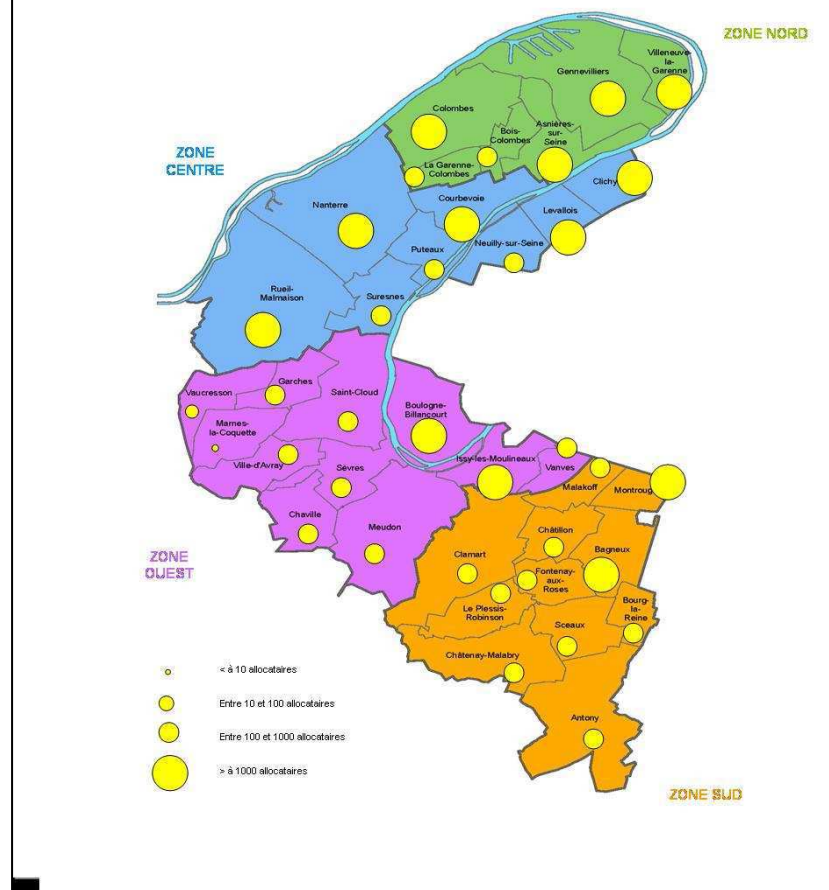 ZONE NORD
Villeneuve-
la-
Garenne
Gennevilliers
Colombes
Bois-
Colombes
Asnières-
sur-
Seine
La Garenne-
Colombes
ZONE
CENTRE
Clichy
Nanterre
Courbevoie
Levallois
Neuilly-sur-Seine
Puteaux
Rueil-
Malmaison
Suresnes
Vaucresson
Garches
Saint-Cloud
Marnes-
la-Coquette
Boulogne-
Billancourt
Ville-d'Avray
Sèvres
Issy-les-Moulineaux
Vanves
Malakoff
Montroug
Chaville
Meudon
ZONE
OUEST
Châtillon
Clamart
Bagneux
Fontenay-
aux-
Roses
Le Plessis-
Robinson
Bourg-
la-
Reine
Sceaux
Châtenay-Malabry
Antony
< à 10 allocataires
Entre 10 et 100 allocataires
Entre 100 et 1000 allocataires
> à 1000 allocataires
ZONE SUD